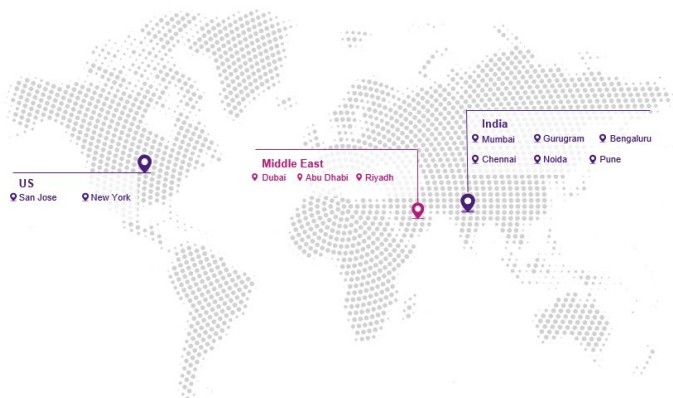 India
Mumbai Gurugram Bengaluru
Chennai Noida Pune
Middle East
Dubai Abu Dhabi Riyadh
US
San Jose New York